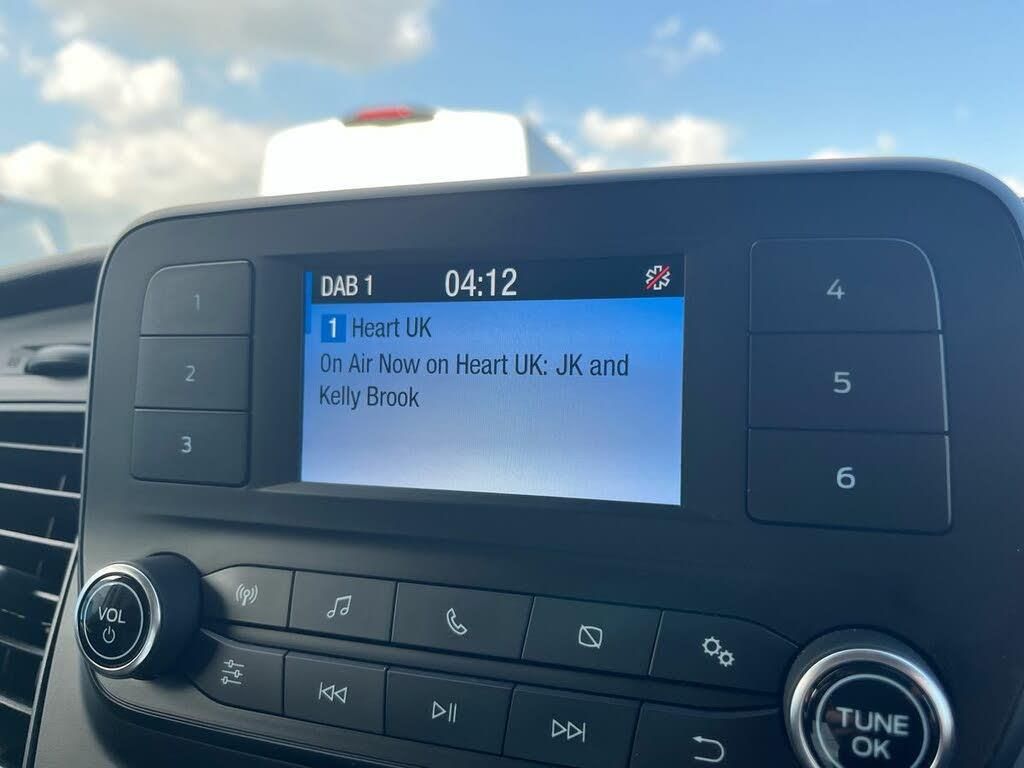 DAB 1 04:12
1 Heart UK
On Air Now on Heart UK: JK and
Kelly Brook
1
2
3
4
5
6
VOL
TUNE
OK